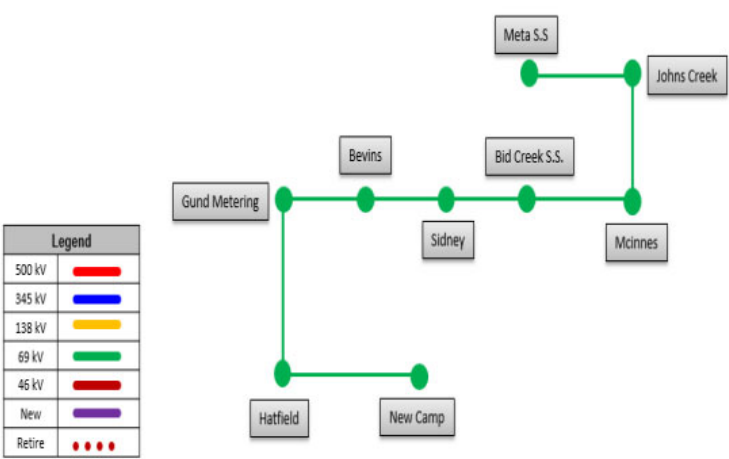 Meta S.S
Johns Creek
Bevins
Bid Creek S.S.
Gund Metering
Sidney
Mcinnes
Legend
500 kV
345 kV
138 kV
69 kV
46 kV
New
Retire
Hatfield
New Camp